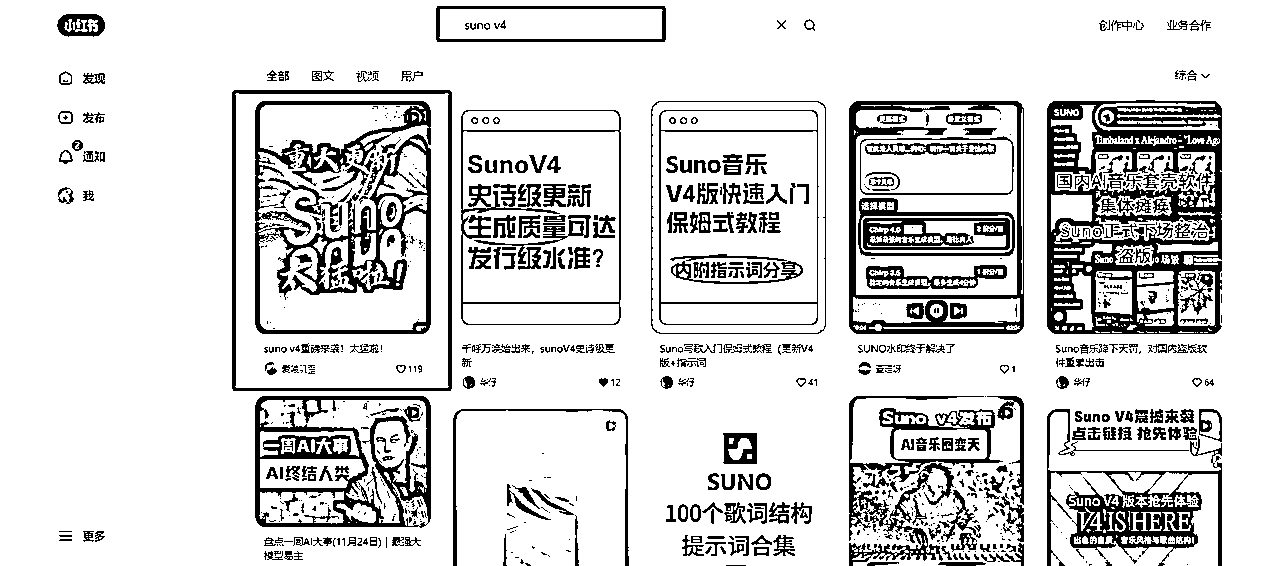 小红书
suno v4
创作中心 业务合作
发现
发布
2
通知
我
更多
全部 图文 视频 用户
综合
重大更新
Suno
太猛啦!
suno v4重磅来袭! 太猛啦!
119
SunoV4
史诗级更新
生成质量可达
发行级水准?
千呼万唤始出来, sunoV4史诗级更
新
华仔
12
Suno音乐
V4版快速入门
保姆式教程
内附指示词分享
Suno写歌入门保姆式教程 (更新V4
版+指示词
华仔
41
选择模型
Chirp 4.0
Chirp 3.5
SUNO水印终于解决了
1
SUNO
Timbaland x Alejandro - "Love Aga
国内AI音乐套壳软件
集体瘫痪
Suno正式下场整治
盗版
Suno音乐降下天罚, 对国内盗版软
件重拳出击
华仔
64
一周AI大事
AI终结人类
盘点一周AI大事(11月24日) | 最强大
模型易主
SUNO
100个歌词结构
提示词合集
Suno v4发布
AI音乐圈变天
Suno V4震撼来袭
点击链接 抢先体验
Suno V4 版本抢先体验
V4 IS HERE